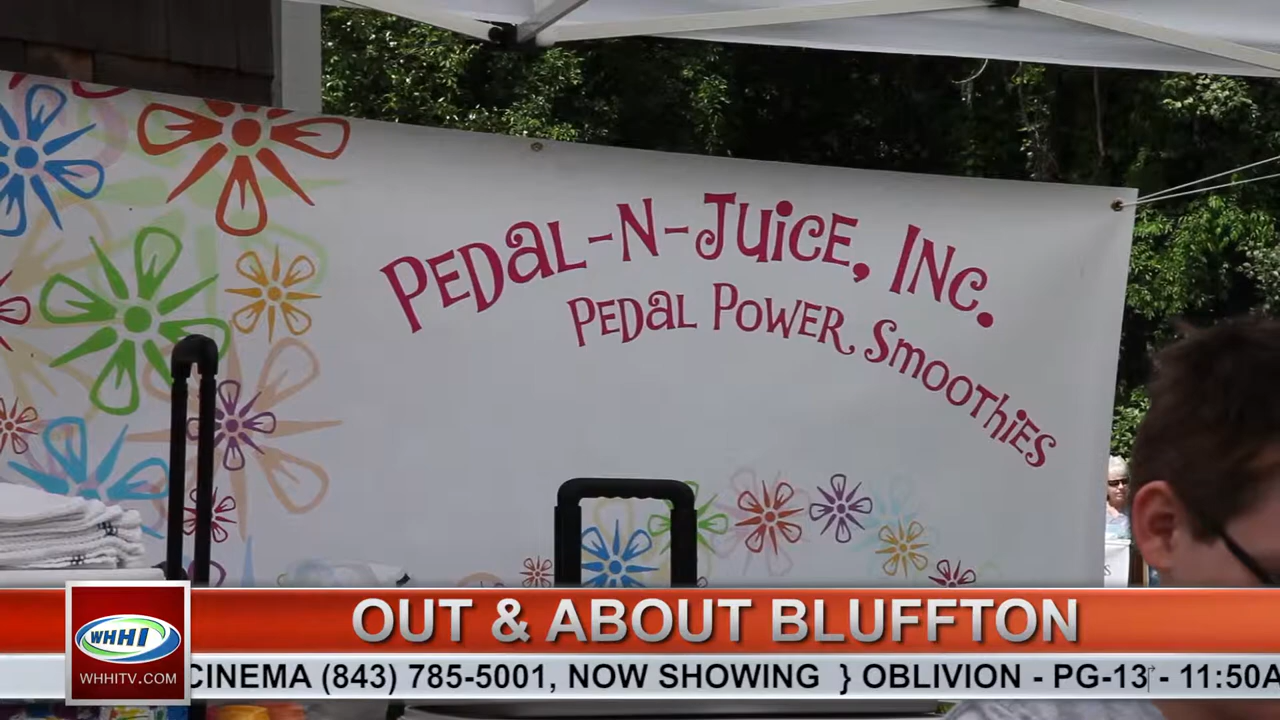 PEDAL-N-JUICE, INC.
PEDAL POWER SMOOTHIES
OUT & ABOUT BLUFFTON
WHHI
WHHITV.COM
CINEMA (843) 785-5001, NOW SHOWING } OBLIVION - PG-13 - 11:50A